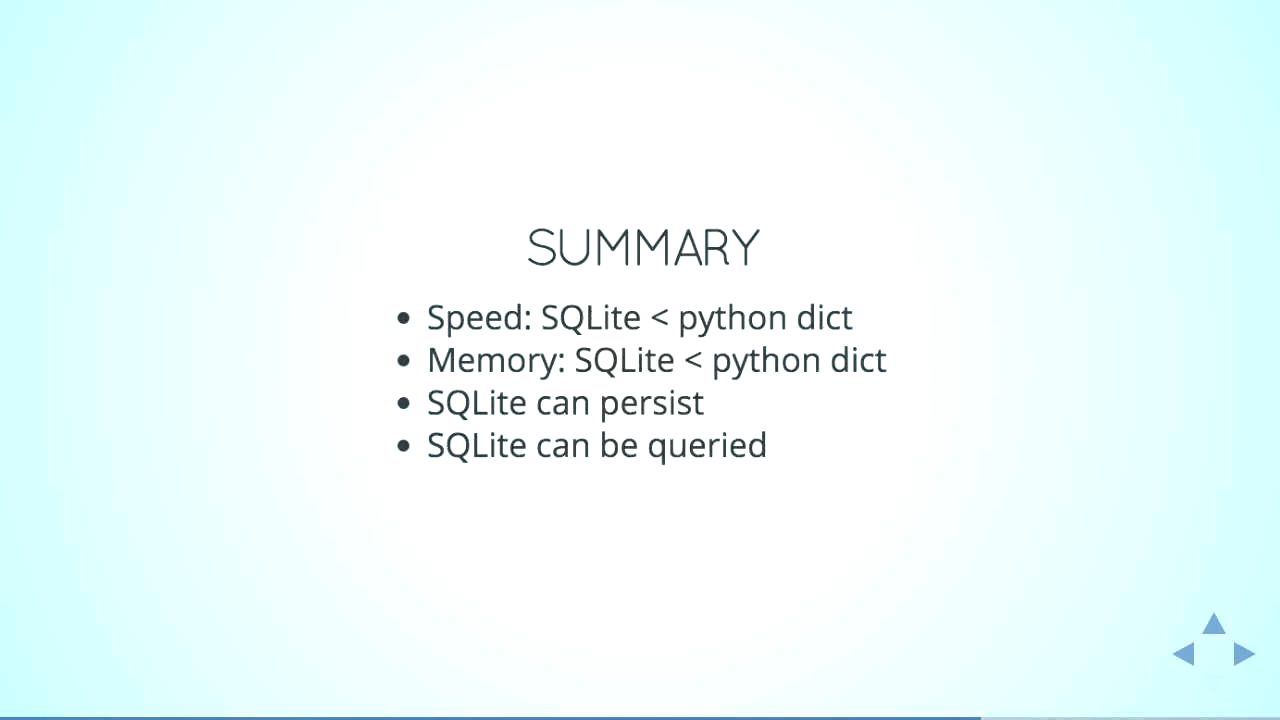 SUMMARY
Speed: SQLite < python dict
Memory: SQLite < python dict
SQLite can persist
SQLite can be queried